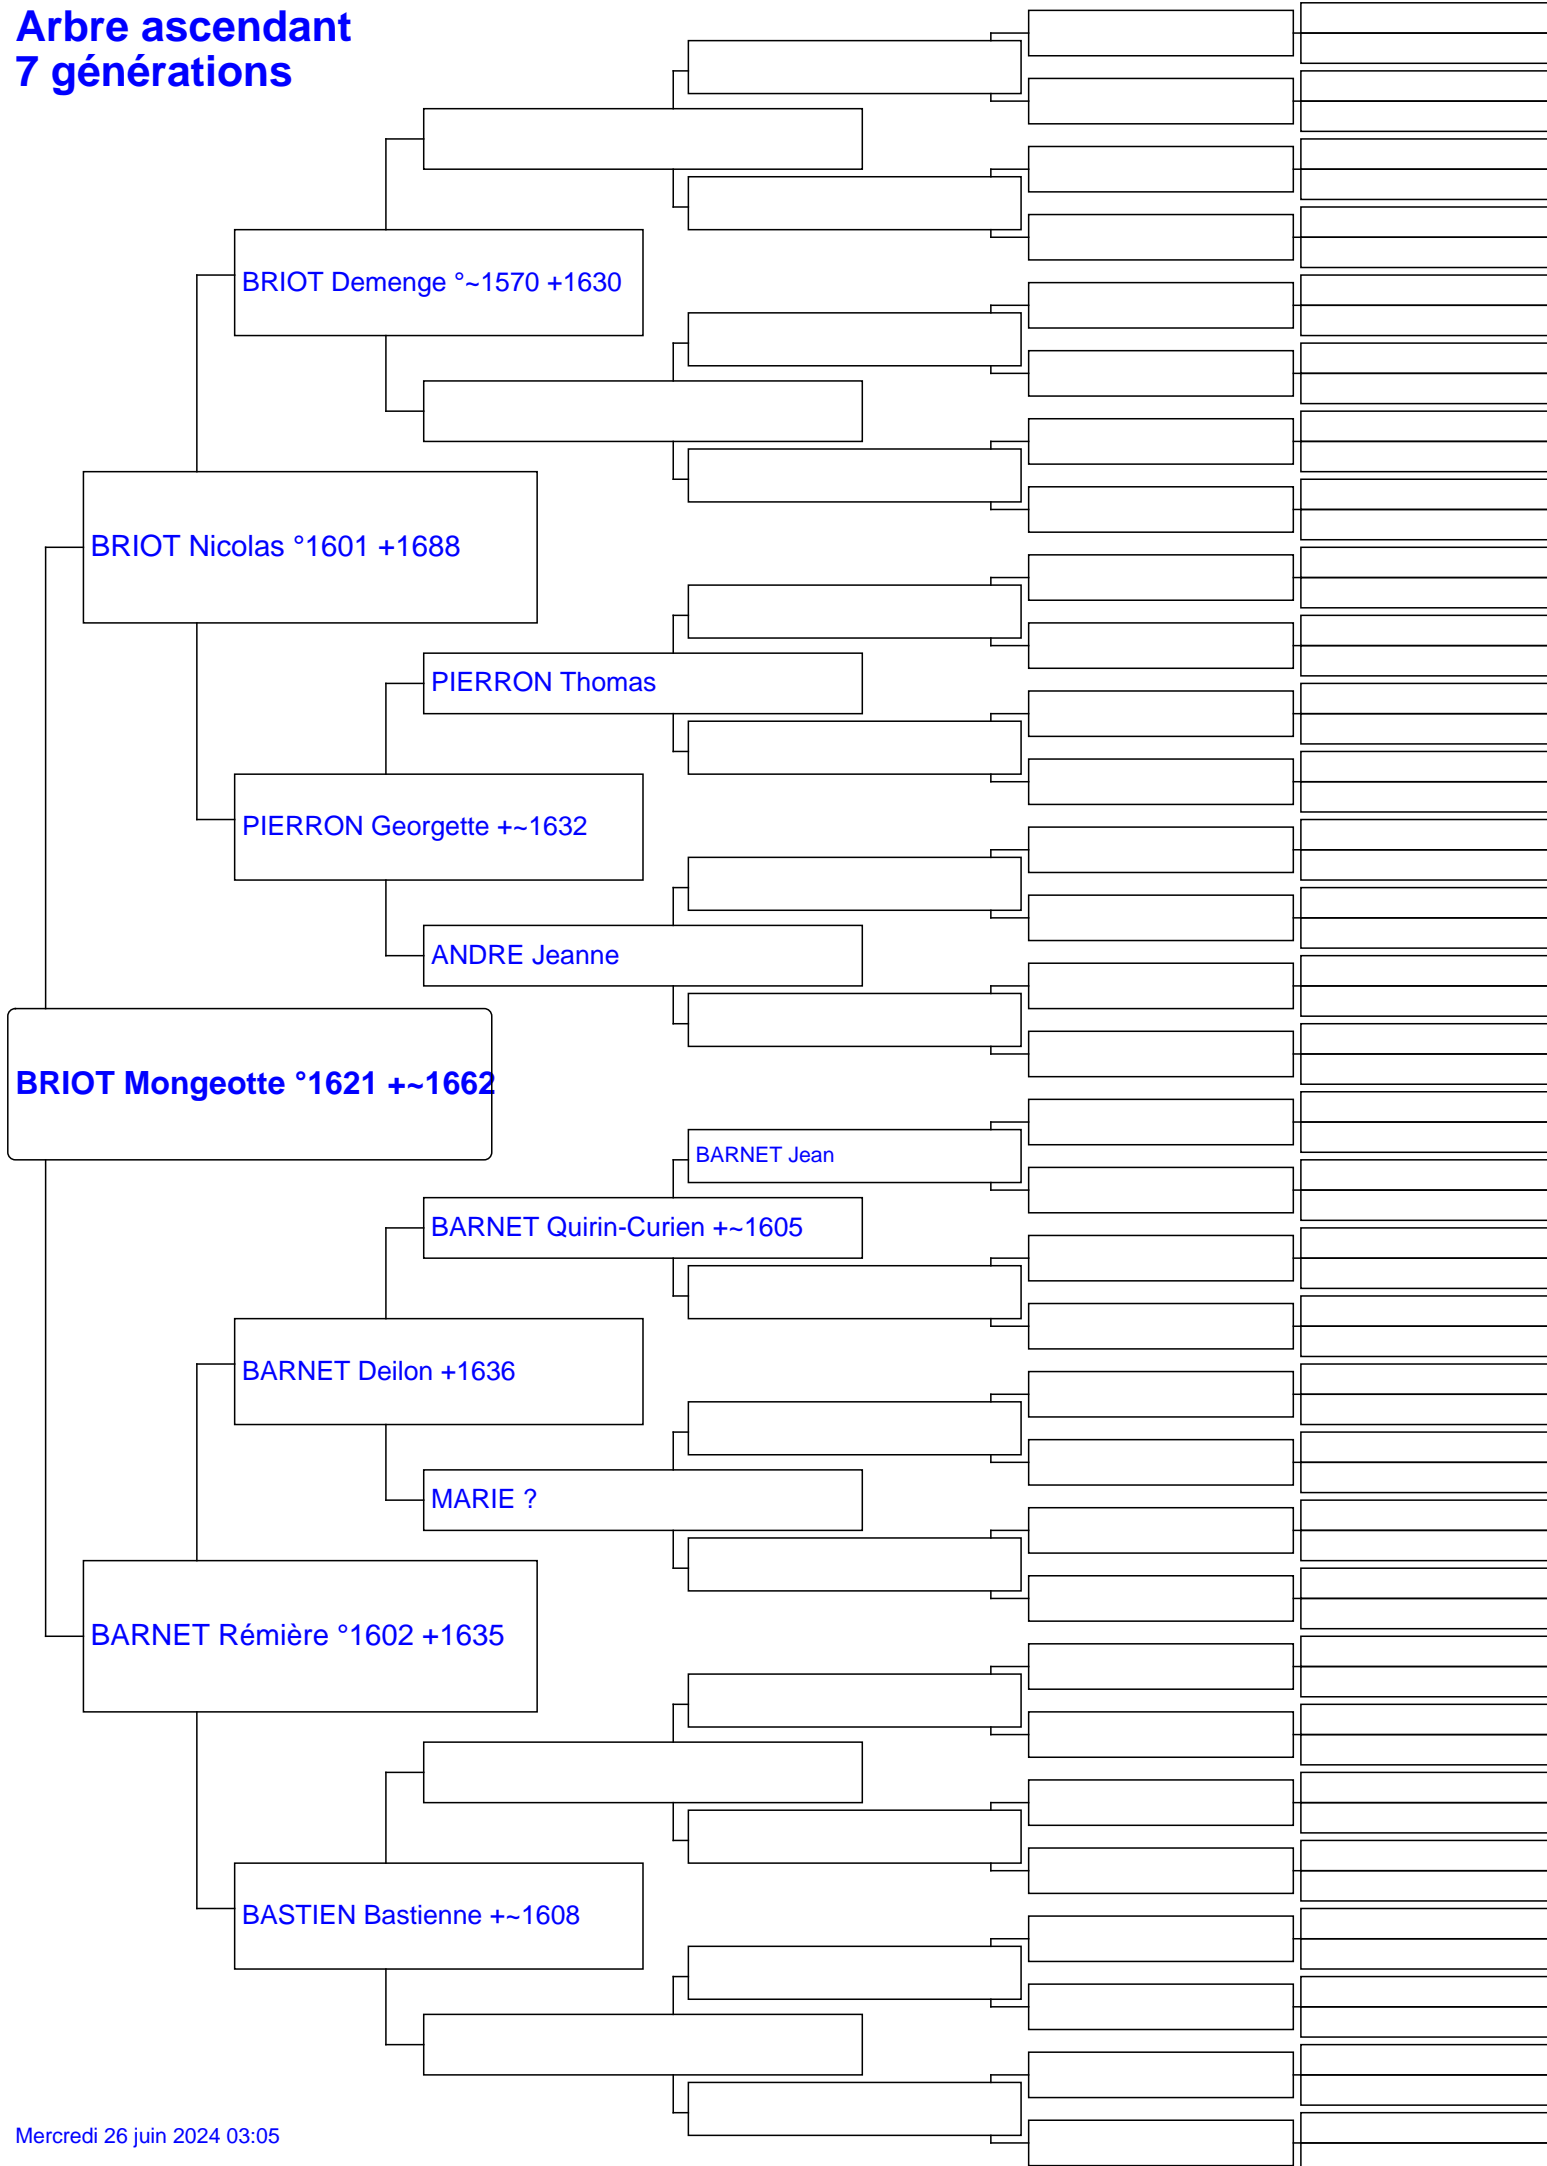 Arbre ascendant
7 générations
BRIOT Demenge °~1570 +1630
BRIOT Nicolas °1601 +1688
PIERRON Thomas
PIERRON Georgette +~1632
ANDRE Jeanne
BRIOT Mongeotte °1621 +~1662
BARNET Jean
BARNET Quirin-Curien +~1605
BARNET Deilon +1636
MARIE ?
BARNET Rémière °1602 +1635
BASTIEN Bastienne +~1608
Mercredi 26 juin 2024 03:05